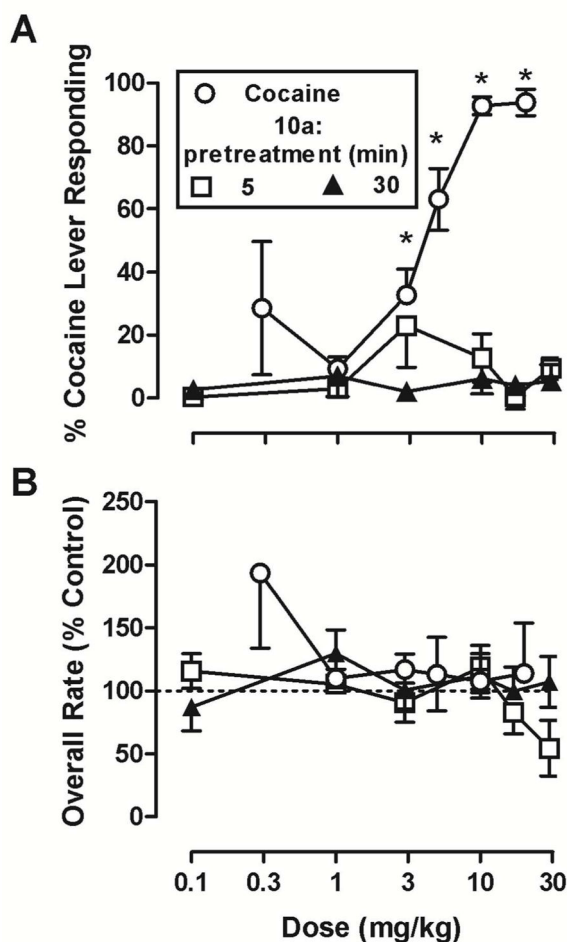 A
% Cocaine Lever Responding
100
80
60
40
20
0
Cocaine
10a:
pretreatment (min)
5 30
* * * *
B
Overall Rate (% Control)
250
200
150
100
50
0
0.1 0.3 1 3 10 30
Dose (mg/kg)